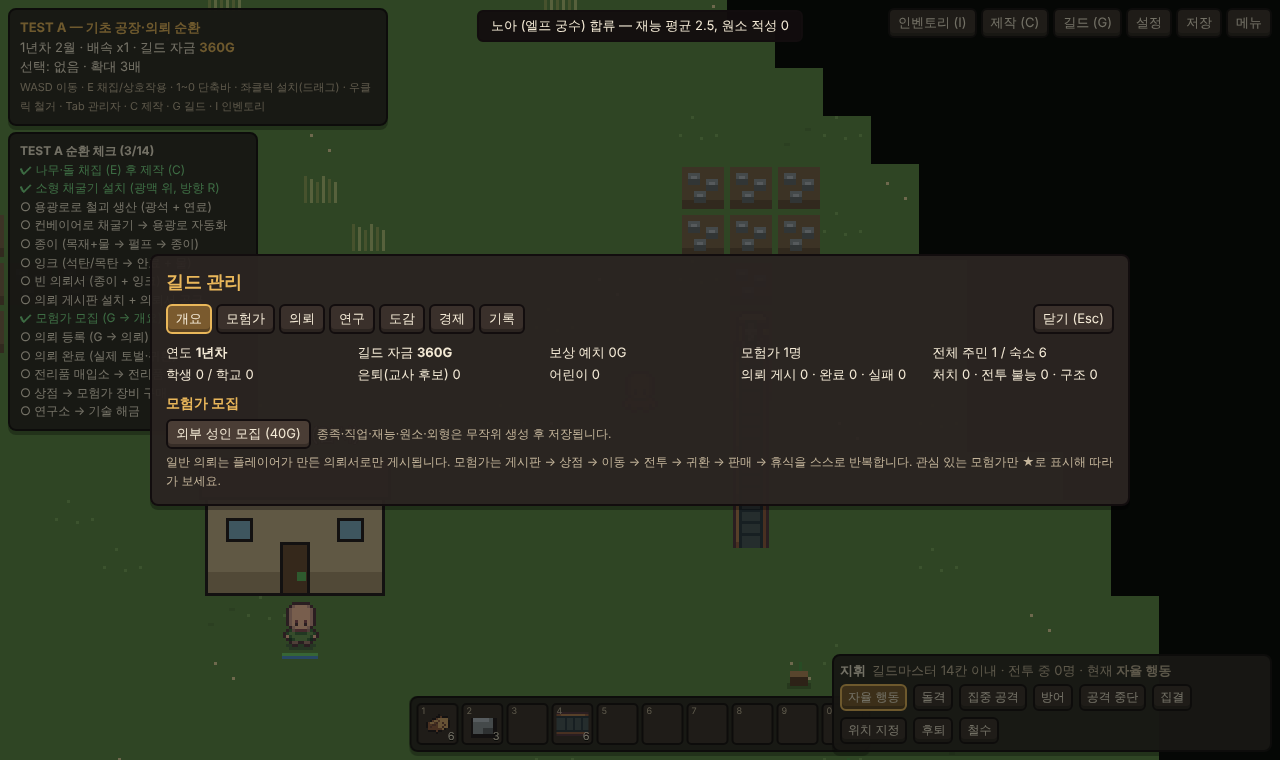 TEST A — 기초 공장·의뢰 순환
1년차 2월 · 배속 x1 · 길드 자금 360G
선택: 없음 · 확대 3배
WASD 이동 · E 채집/상호작용 · 1~0 단축바 · 좌클릭 설치(드래그) · 우클
릭 철거 · Tab 관리자 · C 제작 · G 길드 · I 인벤토리
노아 (엘프 궁수) 합류 — 재능 평균 2.5, 원소 적성 0
인벤토리 (I)
제작 (C)
길드 (G)
설정
저장
메뉴
TEST A 순환 체크 (3/14)
✔ 나무·돌 채집 (E) 후 제작 (C)
✔ 소형 채굴기 설치 (광맥 위, 방향 R)
○ 용광로로 철괴 생산 (광석 + 연료)
○ 컨베이어로 채굴기 → 용광로 자동화
○ 종이 (목재+물 → 펄프 → 종이)
○ 잉크 (석탄/목탄 → 안
○ 빈 의뢰서 (종이 + 잉크
○ 의뢰 게시판 설치 + 의
✔ 모험가 모집 (G → 개요
○ 의뢰 등록 (G → 의뢰)
○ 의뢰 완료 (실제 토벌·
○ 전리품 매입소 → 전리
○ 상점 → 모험가 장비 구
○ 연구소 → 기술 해금
길드 관리
개요
모험가
의뢰
연구
도감
경제
기록
닫기 (Esc)
연도 1년차
길드 자금 360G
보상 예치 0G
모험가 1명
전체 주민 1 / 숙소 6
학생 0 / 학교 0
은퇴(교사 후보) 0
어린이 0
의뢰 게시 0 · 완료 0 · 실패 0
처치 0 · 전투 불능 0 · 구조 0
모험가 모집
외부 성인 모집 (40G)
종족·직업·재능·원소·외형은 무작위 생성 후 저장됩니다.
일반 의뢰는 플레이어가 만든 의뢰서로만 게시됩니다. 모험가는 게시판 → 상점 → 이동 → 전투 → 귀환 → 판매 → 휴식을 스스로 반복합니다. 관심 있는 모험가만 ★로 표시해 따라
가 보세요.
지휘 길드마스터 14칸 이내 · 전투 중 0명 · 현재 자율 행동
자율 행동
돌격
집중 공격
방어
공격 중단
집결
위치 지정
후퇴
철수
1 2 3 4 5 6 7 8 9 0
6 3 6